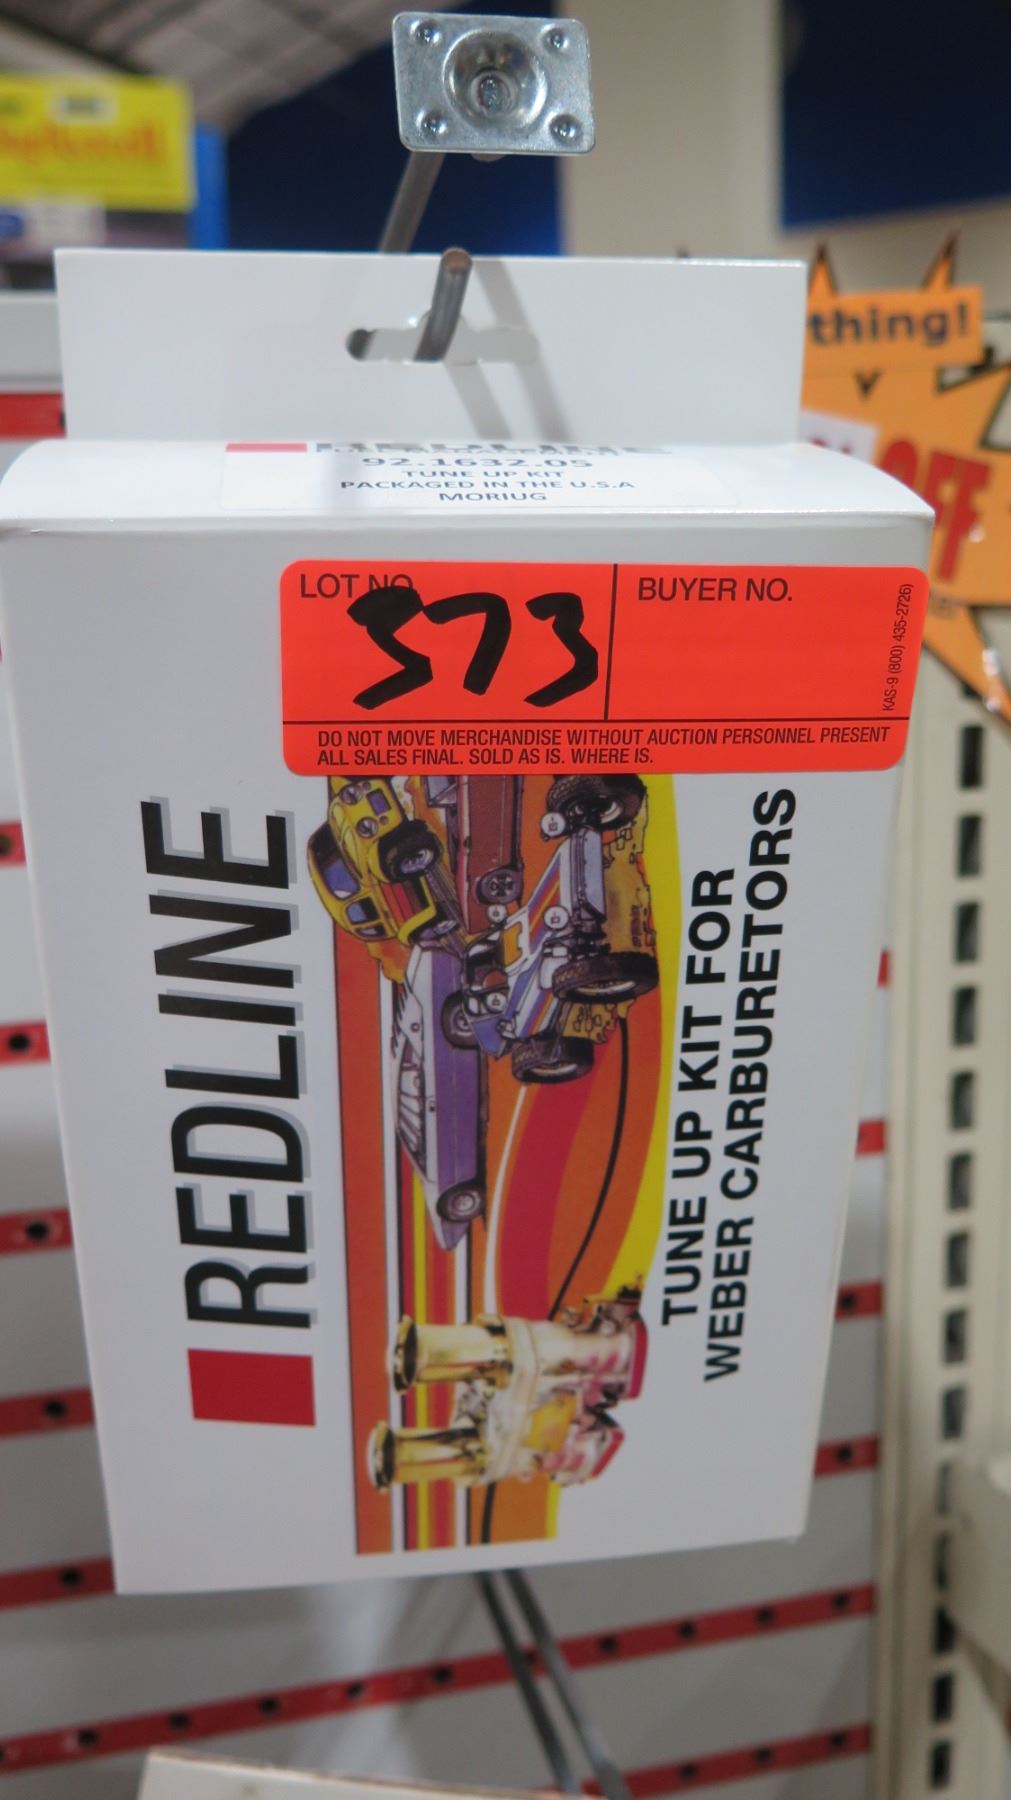 thing!
OFF
92.1632.05
TUNE UP KIT
PACKAGED IN THE U.S.A
MORIUG
LOT NO.
573
BUYER NO.
KAS-9 (800) 435-2726)
DO NOT MOVE MERCHANDISE WITHOUT AUCTION PERSONNEL PRESENT
ALL SALES FINAL. SOLD AS IS. WHERE IS.
REDLINE
TUNE UP KIT FOR
WEBER CARBURETORS